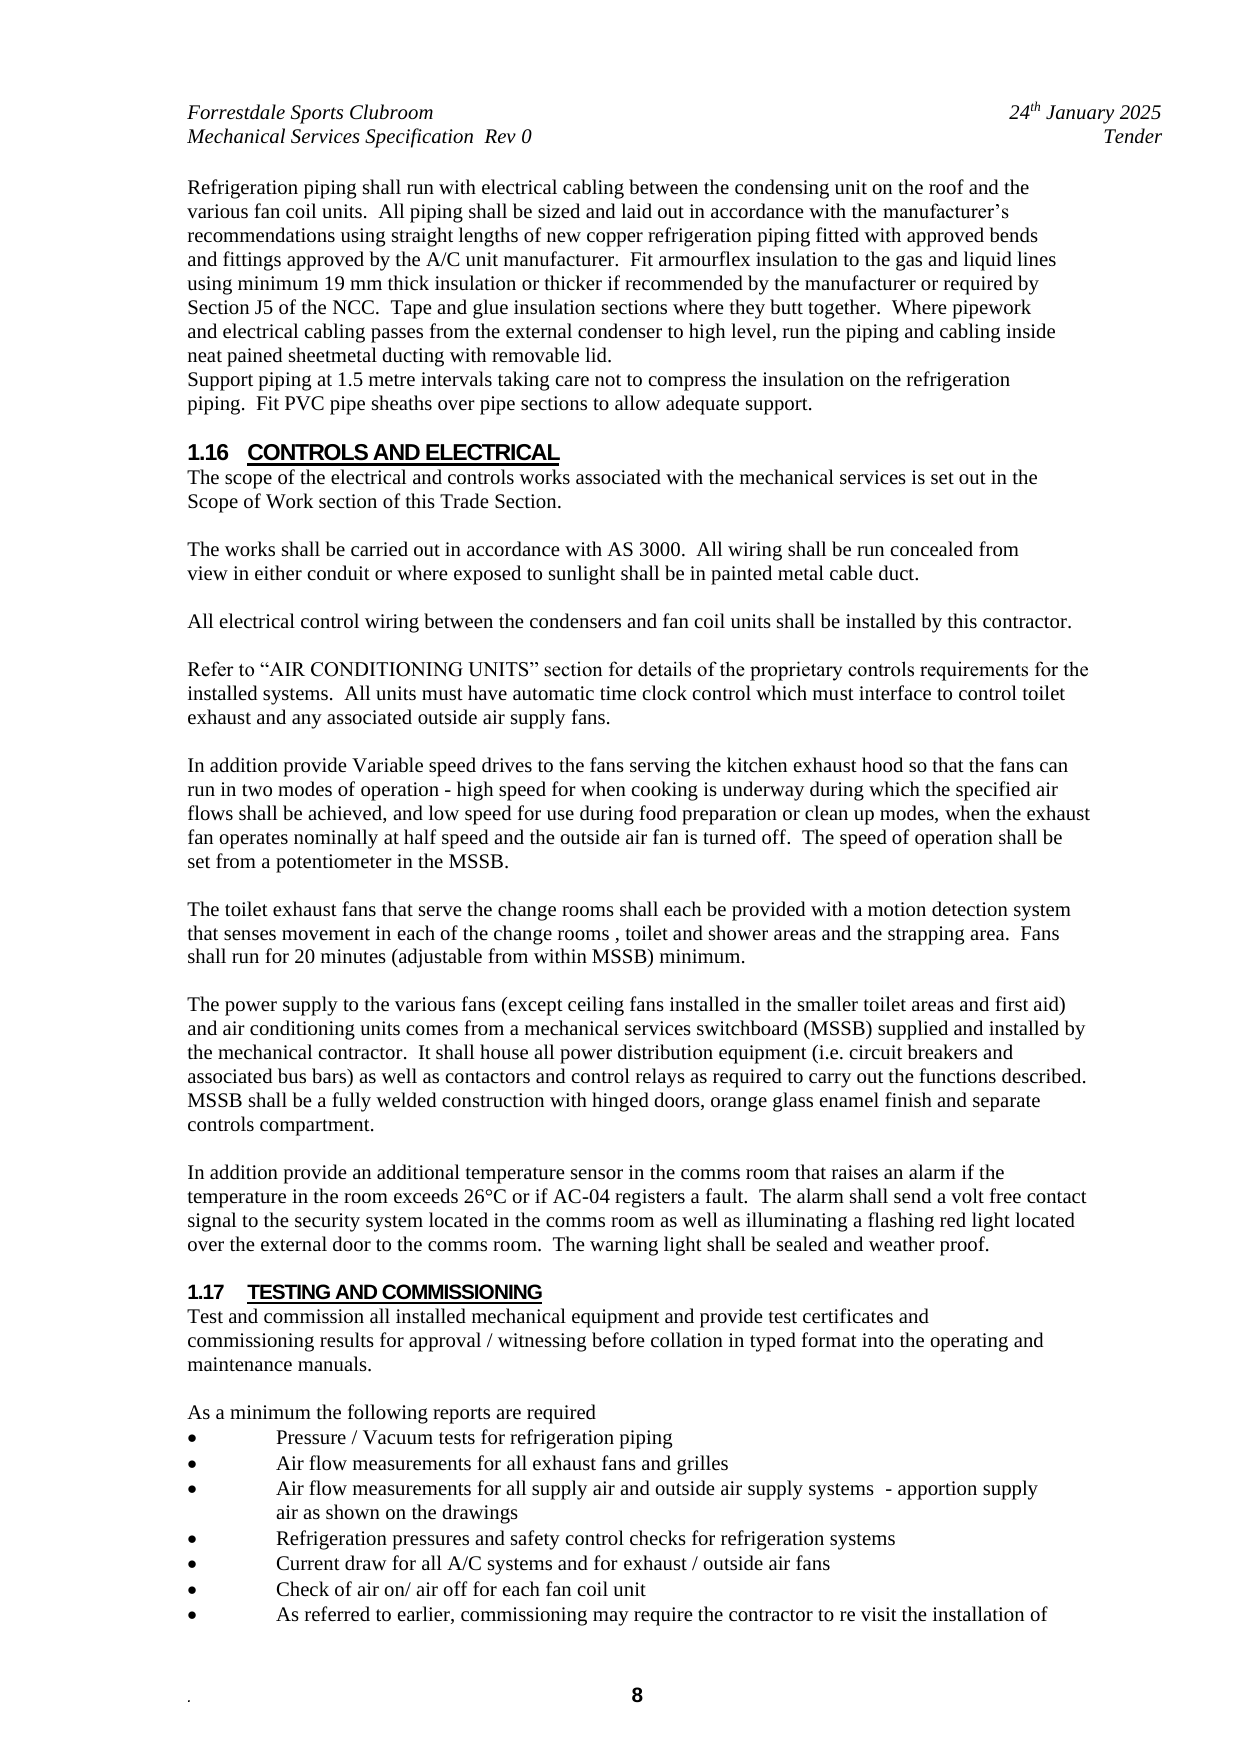 Forrestdale Sports Clubroom 24th January 2025
Mechanical Services Specification Rev 0 Tender
Refrigeration piping shall run with electrical cabling between the condensing unit on the roof and the
various fan coil units. All piping shall be sized and laid out in accordance with the manufacturer’s
recommendations using straight lengths of new copper refrigeration piping fitted with approved bends
and fittings approved by the A/C unit manufacturer. Fit armourflex insulation to the gas and liquid lines
using minimum 19 mm thick insulation or thicker if recommended by the manufacturer or required by
Section J5 of the NCC. Tape and glue insulation sections where they butt together. Where pipework
and electrical cabling passes from the external condenser to high level, run the piping and cabling inside
neat pained sheetmetal ducting with removable lid.
Support piping at 1.5 metre intervals taking care not to compress the insulation on the refrigeration
piping. Fit PVC pipe sheaths over pipe sections to allow adequate support.
1.16 CONTROLS AND ELECTRICAL
The scope of the electrical and controls works associated with the mechanical services is set out in the
Scope of Work section of this Trade Section.
The works shall be carried out in accordance with AS 3000. All wiring shall be run concealed from
view in either conduit or where exposed to sunlight shall be in painted metal cable duct.
All electrical control wiring between the condensers and fan coil units shall be installed by this contractor.
Refer to “AIR CONDITIONING UNITS” section for details of the proprietary controls requirements for the
installed systems. All units must have automatic time clock control which must interface to control toilet
exhaust and any associated outside air supply fans.
In addition provide Variable speed drives to the fans serving the kitchen exhaust hood so that the fans can
run in two modes of operation - high speed for when cooking is underway during which the specified air
flows shall be achieved, and low speed for use during food preparation or clean up modes, when the exhaust
fan operates nominally at half speed and the outside air fan is turned off. The speed of operation shall be
set from a potentiometer in the MSSB.
The toilet exhaust fans that serve the change rooms shall each be provided with a motion detection system
that senses movement in each of the change rooms , toilet and shower areas and the strapping area. Fans
shall run for 20 minutes (adjustable from within MSSB) minimum.
The power supply to the various fans (except ceiling fans installed in the smaller toilet areas and first aid)
and air conditioning units comes from a mechanical services switchboard (MSSB) supplied and installed by
the mechanical contractor. It shall house all power distribution equipment (i.e. circuit breakers and
associated bus bars) as well as contactors and control relays as required to carry out the functions described.
MSSB shall be a fully welded construction with hinged doors, orange glass enamel finish and separate
controls compartment.
In addition provide an additional temperature sensor in the comms room that raises an alarm if the
temperature in the room exceeds 26°C or if AC-04 registers a fault. The alarm shall send a volt free contact
signal to the security system located in the comms room as well as illuminating a flashing red light located
over the external door to the comms room. The warning light shall be sealed and weather proof.
1.17 TESTING AND COMMISSIONING
Test and commission all installed mechanical equipment and provide test certificates and
commissioning results for approval / witnessing before collation in typed format into the operating and
maintenance manuals.
As a minimum the following reports are required
• Pressure / Vacuum tests for refrigeration piping
• Air flow measurements for all exhaust fans and grilles
• Air flow measurements for all supply air and outside air supply systems - apportion supply
air as shown on the drawings
• Refrigeration pressures and safety control checks for refrigeration systems
• Current draw for all A/C systems and for exhaust / outside air fans
• Check of air on/ air off for each fan coil unit
• As referred to earlier, commissioning may require the contractor to re visit the installation of
. 8